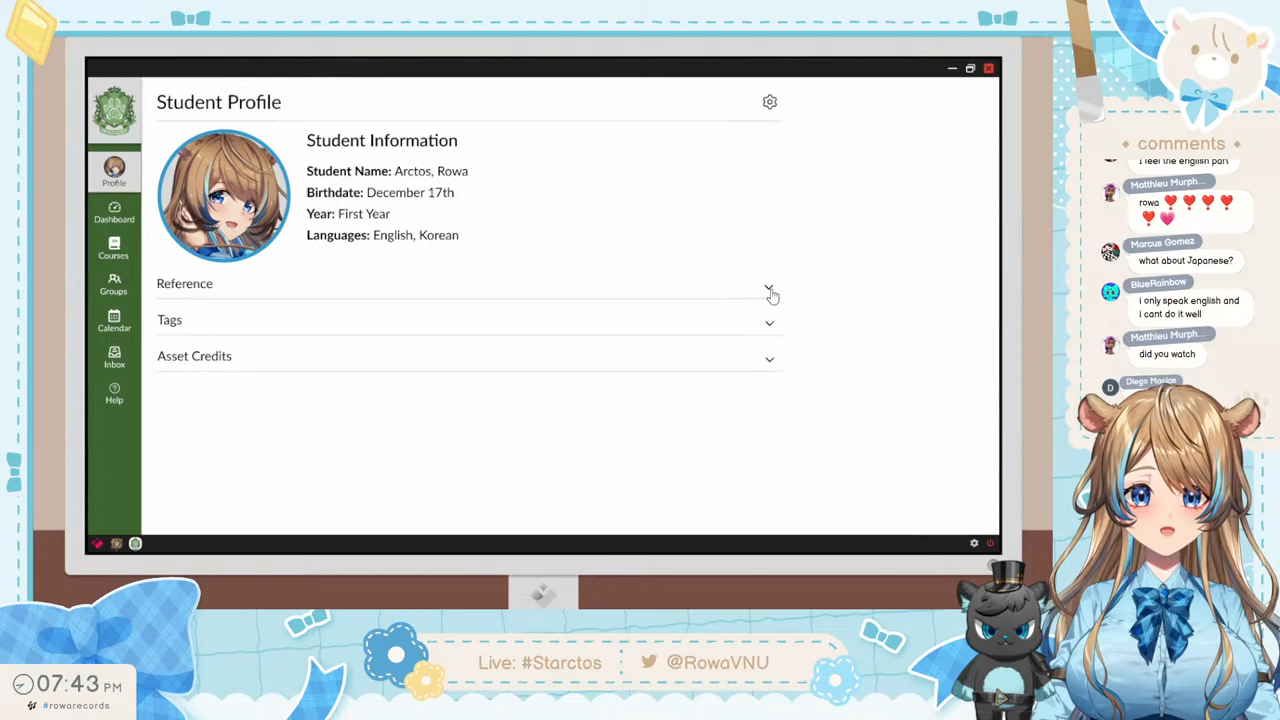 Student Profile
Student Information
Student Name: Arctos, Rowa
Birthdate: December 17th
Year: First Year
Languages: English, Korean
Reference
Tags
Asset Credits
Profile
Dashboard
Courses
Groups
Calendar
Inbox
Help
comments
I feel the english part
Matthieu Murph...
rowa ❣️ ❣️ ❣️ ❣️
❣️ 💗
Marcus Gomez
what about Japanese?
BlueRainbow
i only speak english and
i cant do it well
Matthieu Murph...
did you watch
D
Diego Macias
Live: #Starctos
@RowaVNU
07:43 PM
#rowarecords